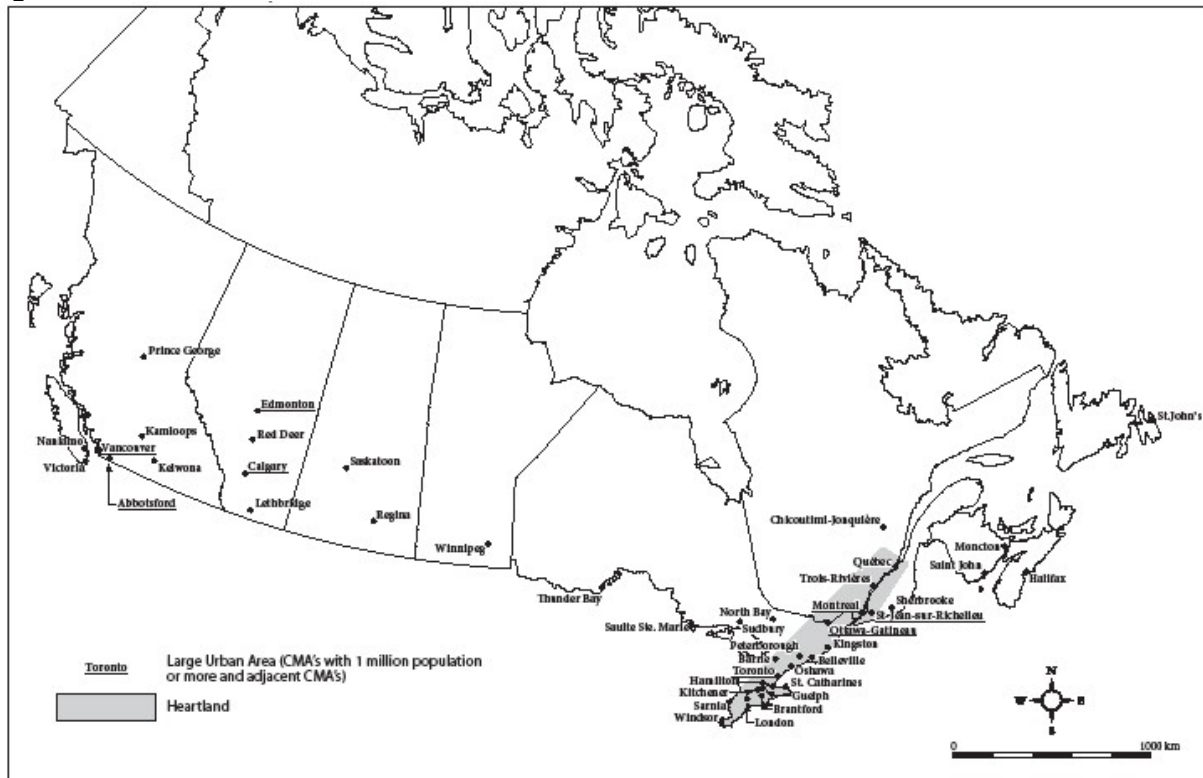 Prince George
Edmonton
Kamloops
Red Deer
Naniimo
Vancouver
Victoria
Kelwona
Calgary
Saskatoon
Abbotsford
Lethbridge
Regina
Winnipeg
St.John's
Chicoutimi-Jonquière
Québec
Moncton
Trois-Rivières
Saint John
Halifax
Thunder Bay
Montreal
Sherbrooke
North Bay
St-Jean-sur-Richelieu
Saulte Ste. Marie
Sudbury
Ottawa-Gatineau
Peterborough
Kingston
Barrie
Belleville
Toronto
Oshawa
Hamilton
St. Catharines
Kitchener
Guelph
Sarnia
Brantford
Windsor
London
Toronto
Large Urban Area (CMA's with 1 million population
or more and adjacent CMA's)
Heartland
N
W
E
S
0
1000 km